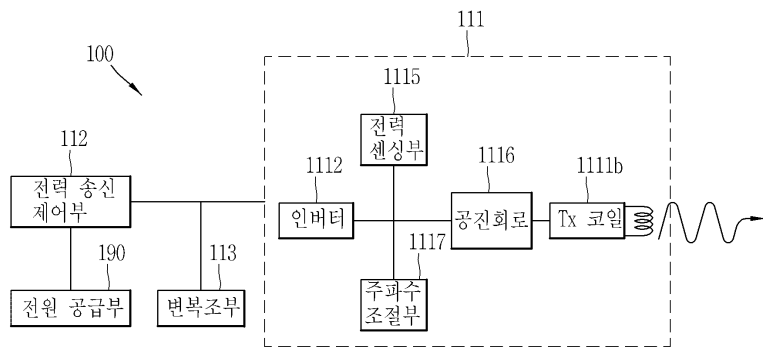 111
100
1115
전력
센싱부
112
전력 송신
제어부
1112
인버터
1116
공진회로
1111b
Tx 코일
190
전원 공급부
113
변복조부
1117
주파수
조절부